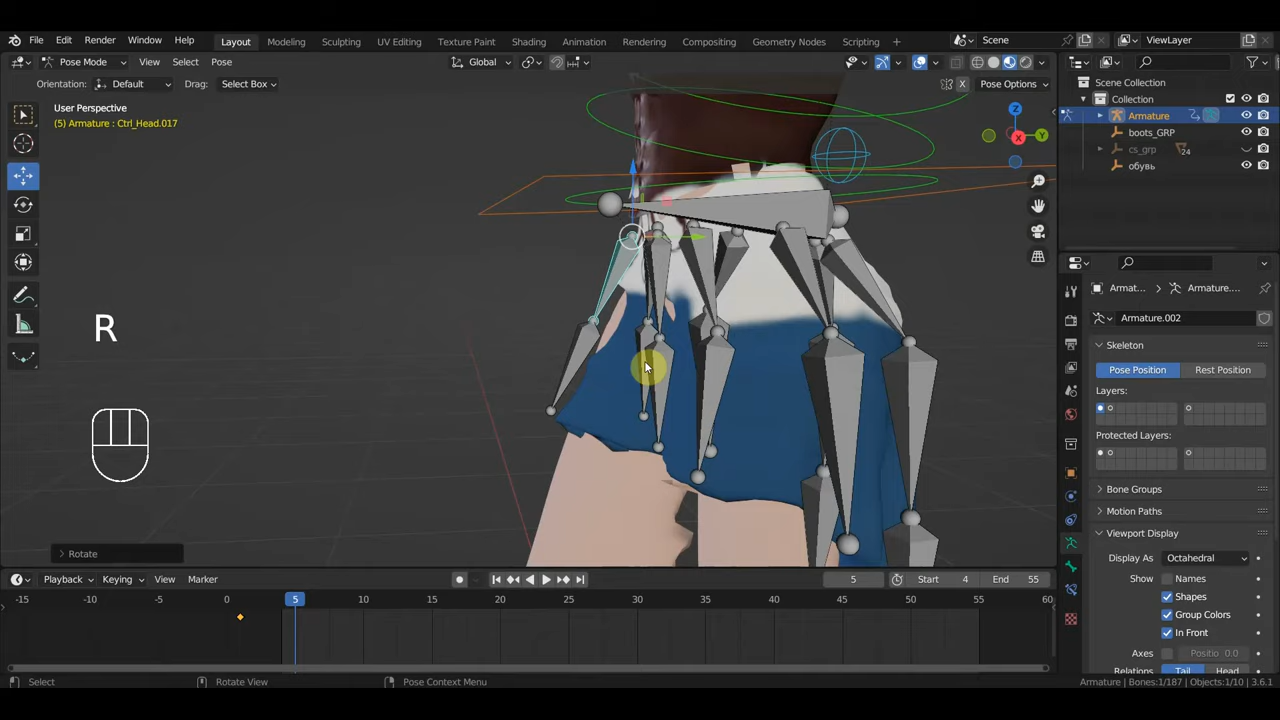 File Edit Render Window Help Layout Modeling Sculpting UV Editing Texture Paint Shading Animation Rendering Compositing Geometry Nodes Scripting + Scene ViewLayer
Pose Mode View Select Pose Global
Orientation: Default Drag: Select Box X Pose Options
User Perspective
(5) Armature : Ctrl_Head.017
Z
X
Y
Scene Collection
Collection
Armature
boots_GRP
cs_grp 24
обувь
R
Rotate
Armat... Armature....
Armature.002
Skeleton
Pose Position Rest Position
Layers:
Protected Layers:
Bone Groups
Motion Paths
Viewport Display
Display As Octahedral
Show Names
Shapes
Group Colors
In Front
Axes Positio 0.0
Relations Tail Head
Playback Keying View Marker 5 Start 4 End 55
-15 -10 -5 0 5 10 15 20 25 30 35 40 45 50 55 60
Select Rotate View Pose Context Menu Armature | Bones:1/187 | Objects:1/10 | 3.6.1